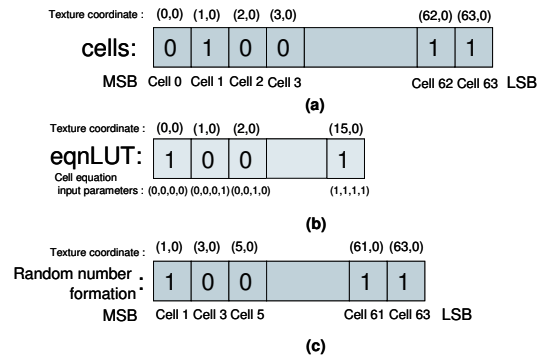 Texture coordinate : (0,0) (1,0) (2,0) (3,0) (62,0) (63,0)
cells: 0 1 0 0 1 1
MSB Cell 0 Cell 1 Cell 2 Cell 3 Cell 62 Cell 63 LSB
(a)
Texture coordinate : (0,0) (1,0) (2,0) (15,0)
eqnLUT: 1 0 0 1
Cell equation
input parameters : (0,0,0,0) (0,0,0,1) (0,0,1,0) (1,1,1,1)
(b)
Texture coordinate : (1,0) (3,0) (5,0) (61,0) (63,0)
Random number
formation : 1 0 0 1 1
MSB Cell 1 Cell 3 Cell 5 Cell 61 Cell 63 LSB
(c)